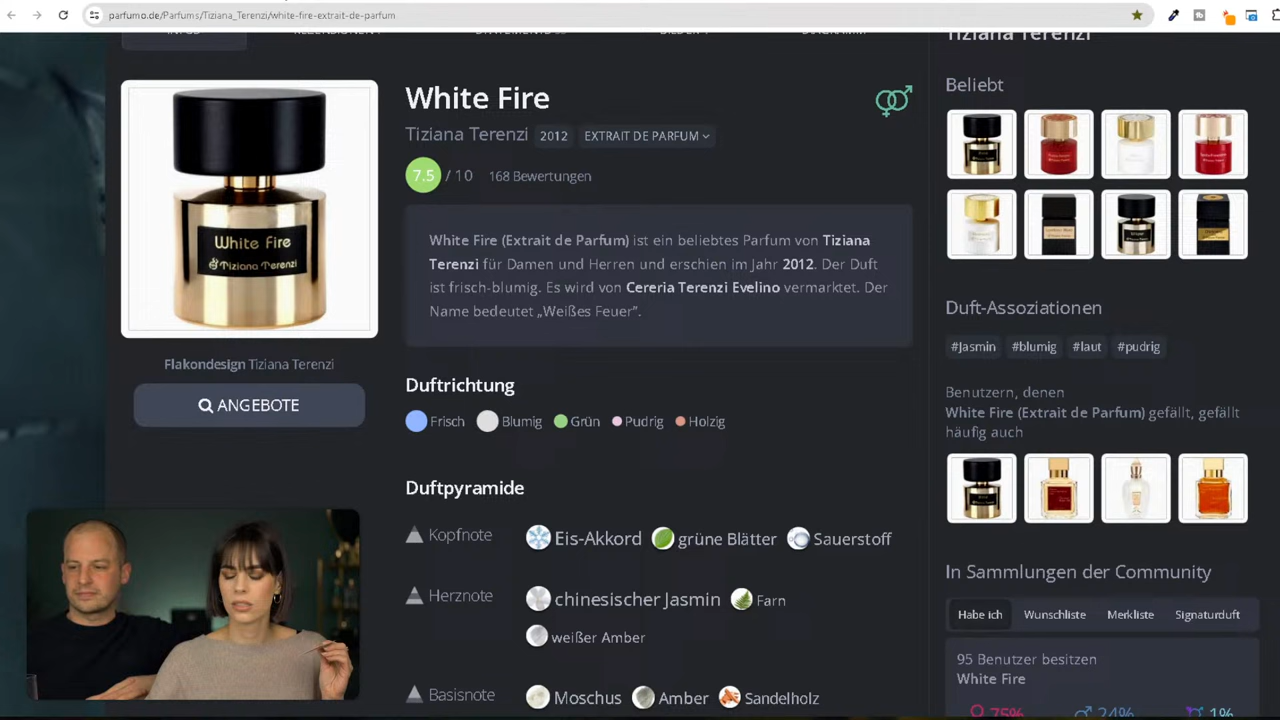 parfumo.de/Parfums/Tiziana_Terenzi/white-fire-extrait-de-parfum
Tiziana Terenzi
White Fire
Tiziana Terenzi 2012 EXTRAIT DE PARFUM
7.5 / 10 168 Bewertungen
White Fire (Extrait de Parfum) ist ein beliebtes Parfum von Tiziana
Terenzi für Damen und Herren und erschien im Jahr 2012. Der Duft
ist frisch-blumig. Es wird von Cereria Terenzi Evelino vermarktet. Der
Name bedeutet „Weißes Feuer”.
White Fire
Tiziana Terenzi
Flakondesign Tiziana Terenzi
ANGEBOTE
Duftrichtung
Frisch Blumig Grün Pudrig Holzig
Duftpyramide
Kopfnote Eis-Akkord grüne Blätter Sauerstoff
Herznote chinesischer Jasmin Farn
weißer Amber
Basisnote Moschus Amber Sandelholz
Beliebt
Duft-Assoziationen
#Jasmin #blumig #laut #pudrig
Benutzern, denen
White Fire (Extrait de Parfum) gefällt, gefällt
häufig auch
In Sammlungen der Community
Habe ich Wunschliste Merkliste Signaturduft
95 Benutzer besitzen
White Fire
75% 24% 1%